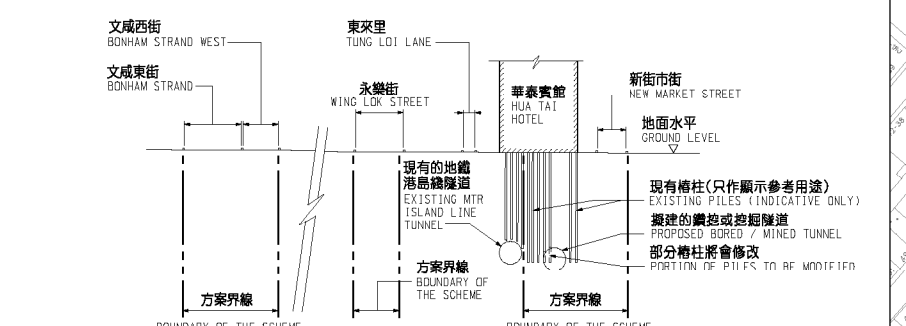 文咸西街
BONHAM STRAND WEST
文咸東街
BONHAM STRAND
東來里
TUNG LOI LANE
永樂街
WING LOK STREET
華泰賓館
HUA TAI
HOTEL
新街市街
NEW MARKET STREET
地面水平
GROUND LEVEL
現有的地鐵
港島綫隧道
EXISTING MTR
ISLAND LINE
TUNNEL
現有樁柱(只作顯示參考用途)
EXISTING PILES (INDICATIVE ONLY)
擬建的鑽挖或挖掘隧道
PROPOSED BORED / MINED TUNNEL
部分樁柱將會修改
PORTION OF PILES TO BE MODIFIED
方案界線
BOUNDARY OF
THE SCHEME
方案界線
BOUNDARY OF THE SCHEME
方案界線
BOUNDARY OF THE SCHEME